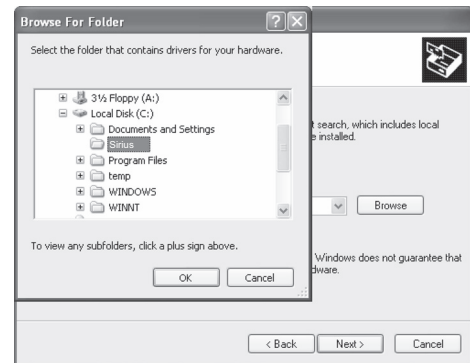 Browse For Folder
Select the folder that contains drivers for your hardware.
3½ Floppy (A:)
Local Disk (C:)
Documents and Settings
Sirius
Program Files
temp
WINDOWS
WINNT
To view any subfolders, click a plus sign above.
OK Cancel
t search, which includes local
e installed.
Browse
Windows does not guarantee that
dware.
< Back Next > Cancel